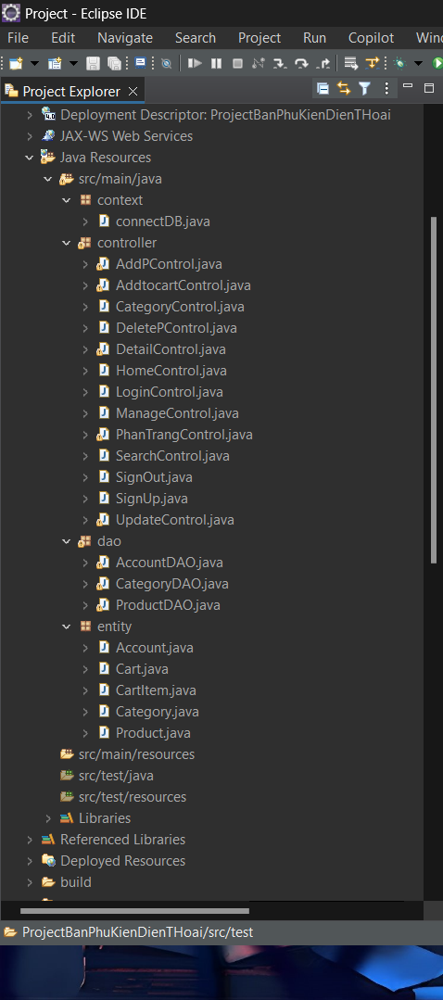 Project - Eclipse IDE
File Edit Navigate Search Project Run Copilot Wind
Project Explorer
Deployment Descriptor: ProjectBanPhuKienDienTHoai
JAX-WS Web Services
Java Resources
src/main/java
context
connectDB.java
controller
AddPControl.java
AddtocartControl.java
CategoryControl.java
DeletePControl.java
DetailControl.java
HomeControl.java
LoginControl.java
ManageControl.java
PhanTrangControl.java
SearchControl.java
SignOut.java
SignUp.java
UpdateControl.java
dao
AccountDAO.java
CategoryDAO.java
ProductDAO.java
entity
Account.java
Cart.java
CartItem.java
Category.java
Product.java
src/main/resources
src/test/java
src/test/resources
Libraries
Referenced Libraries
Deployed Resources
build
ProjectBanPhuKienDienTHoai/src/test